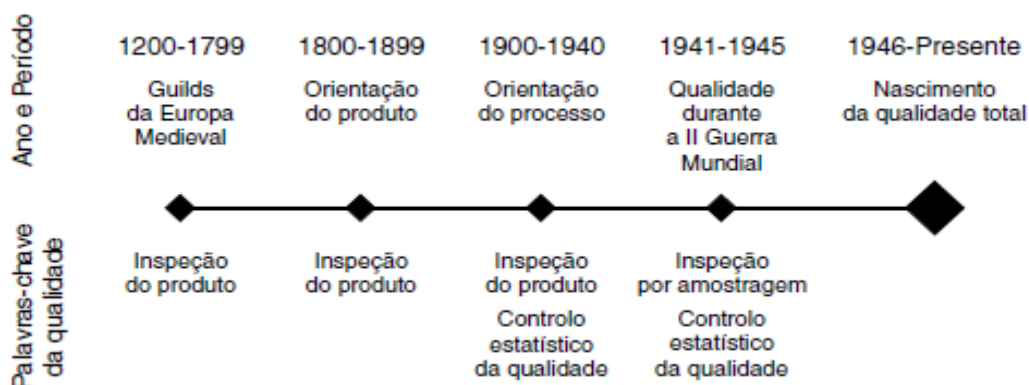 Ano e Período
1200-1799
Guilds
da Europa
Medieval
1800-1899
Orientação
do produto
1900-1940
Orientação
do processo
1941-1945
Qualidade
durante
a II Guerra
Mundial
1946-Presente
Nascimento
da qualidade total
Palavras-chave
da qualidade
Inspeção
do produto
Inspeção
do produto
Inspeção
do produto
Controlo
estatístico
da qualidade
Inspeção
por amostragem
Controlo
estatístico
da qualidade